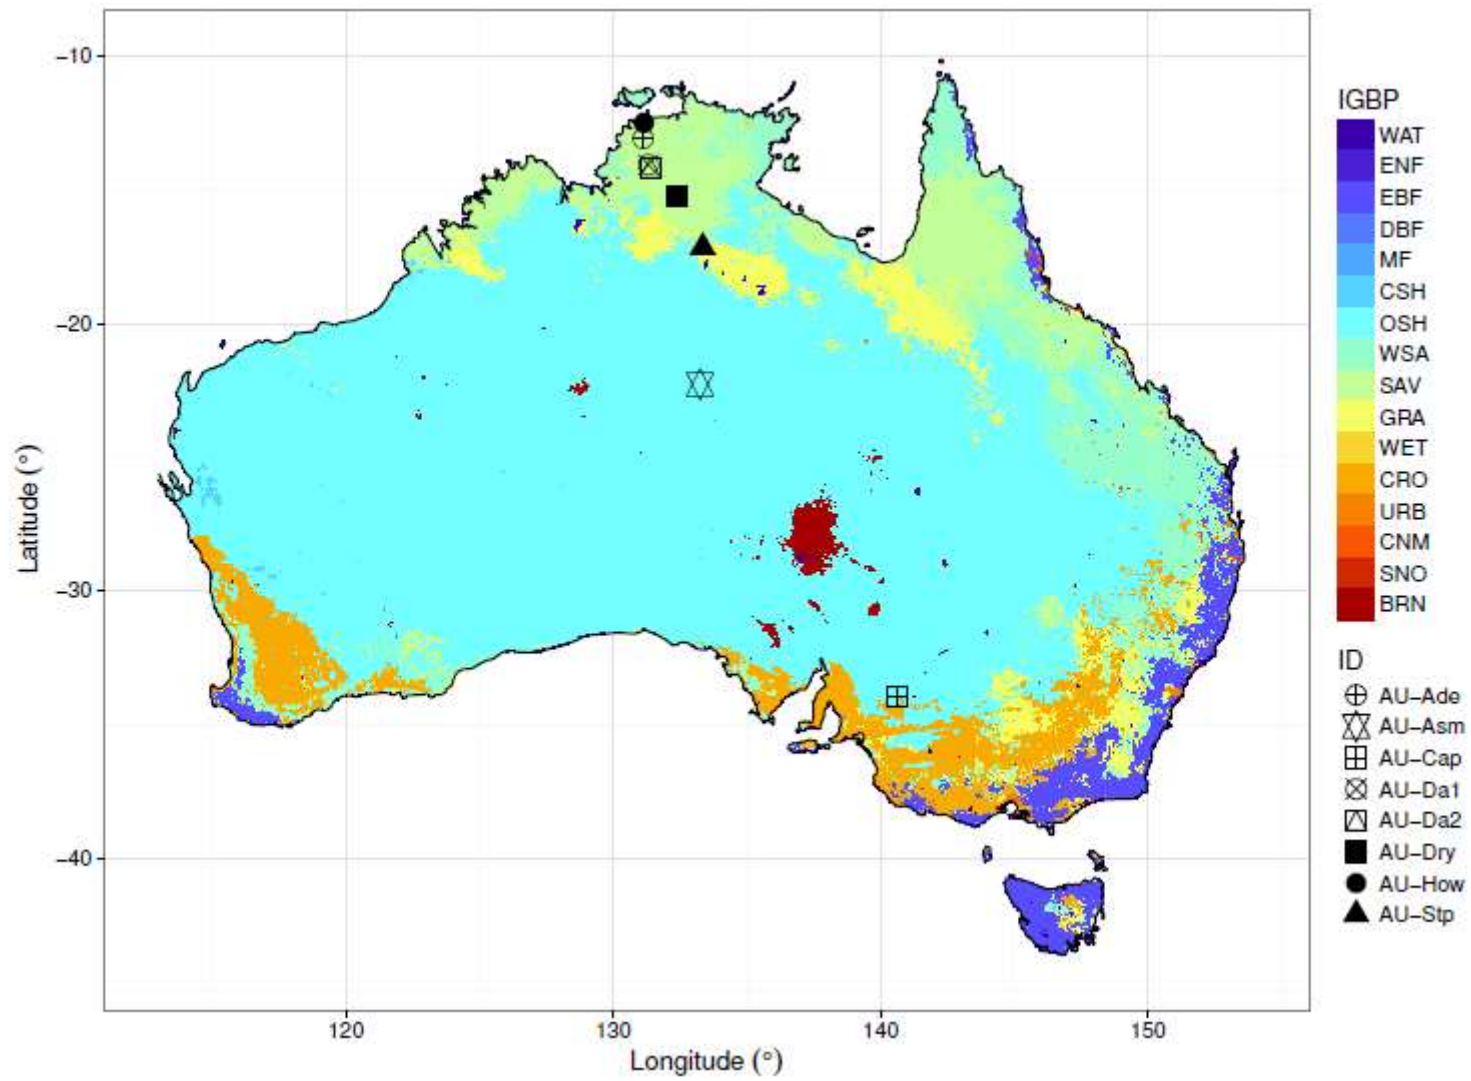 −10
−20
−30
−40
Latitude (°)
120
130
140
150
Longitude (°)
IGBP
WAT
ENF
EBF
DBF
MF
CSH
OSH
WSA
SAV
GRA
WET
CRO
URB
CNM
SNO
BRN
ID
AU−Ade
AU−Asm
AU−Cap
AU−Da1
AU−Da2
AU−Dry
AU−How
AU−Stp